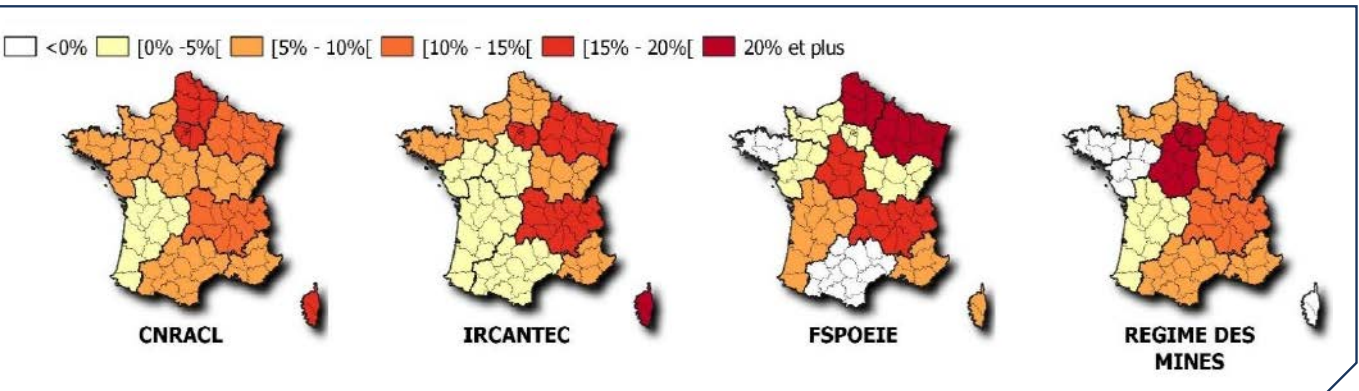 <0% [0% -5%[ [5% - 10%[ [10% - 15%[ [15% - 20%[ 20% et plus
CNRACL
IRCANTEC
FSPOEIE
REGIME DES
MINES